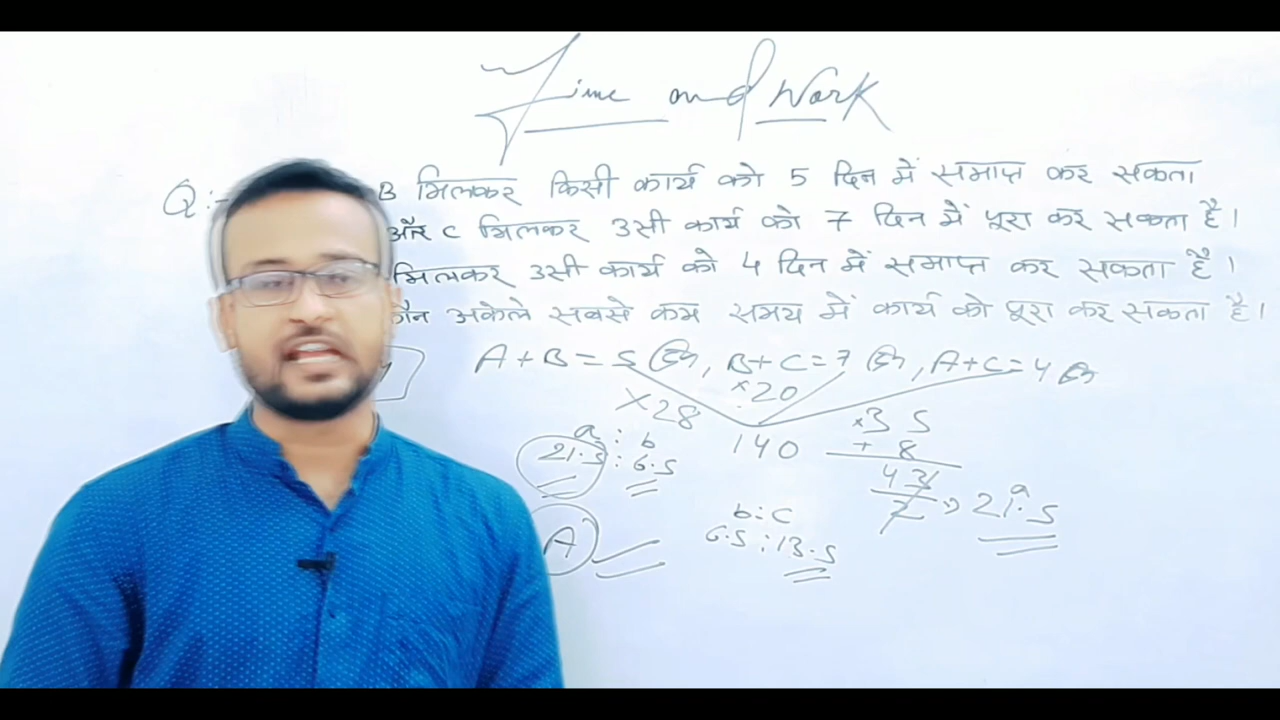 Time and Work
Q:- B मिलकर किसी कार्य को 5 दिन में समाप्त कर सकता
और C मिलकर उसी कार्य को 7 दिन में पूरा कर सकता है।
मिलकर उसी कार्य को 4 दिन में समाप्त कर सकता है।
कौन अकेले सबसे कम समय में कार्य को पूरा कर सकता है।
A+B = 5 दिन, B+C = 7 दिन, A+C = 4 दिन
×28 ×20 ×35
140 + 8
a : b
21.5 : 6.5
43
2 => 21.5
a
b : c
6.5 : 13.5
A